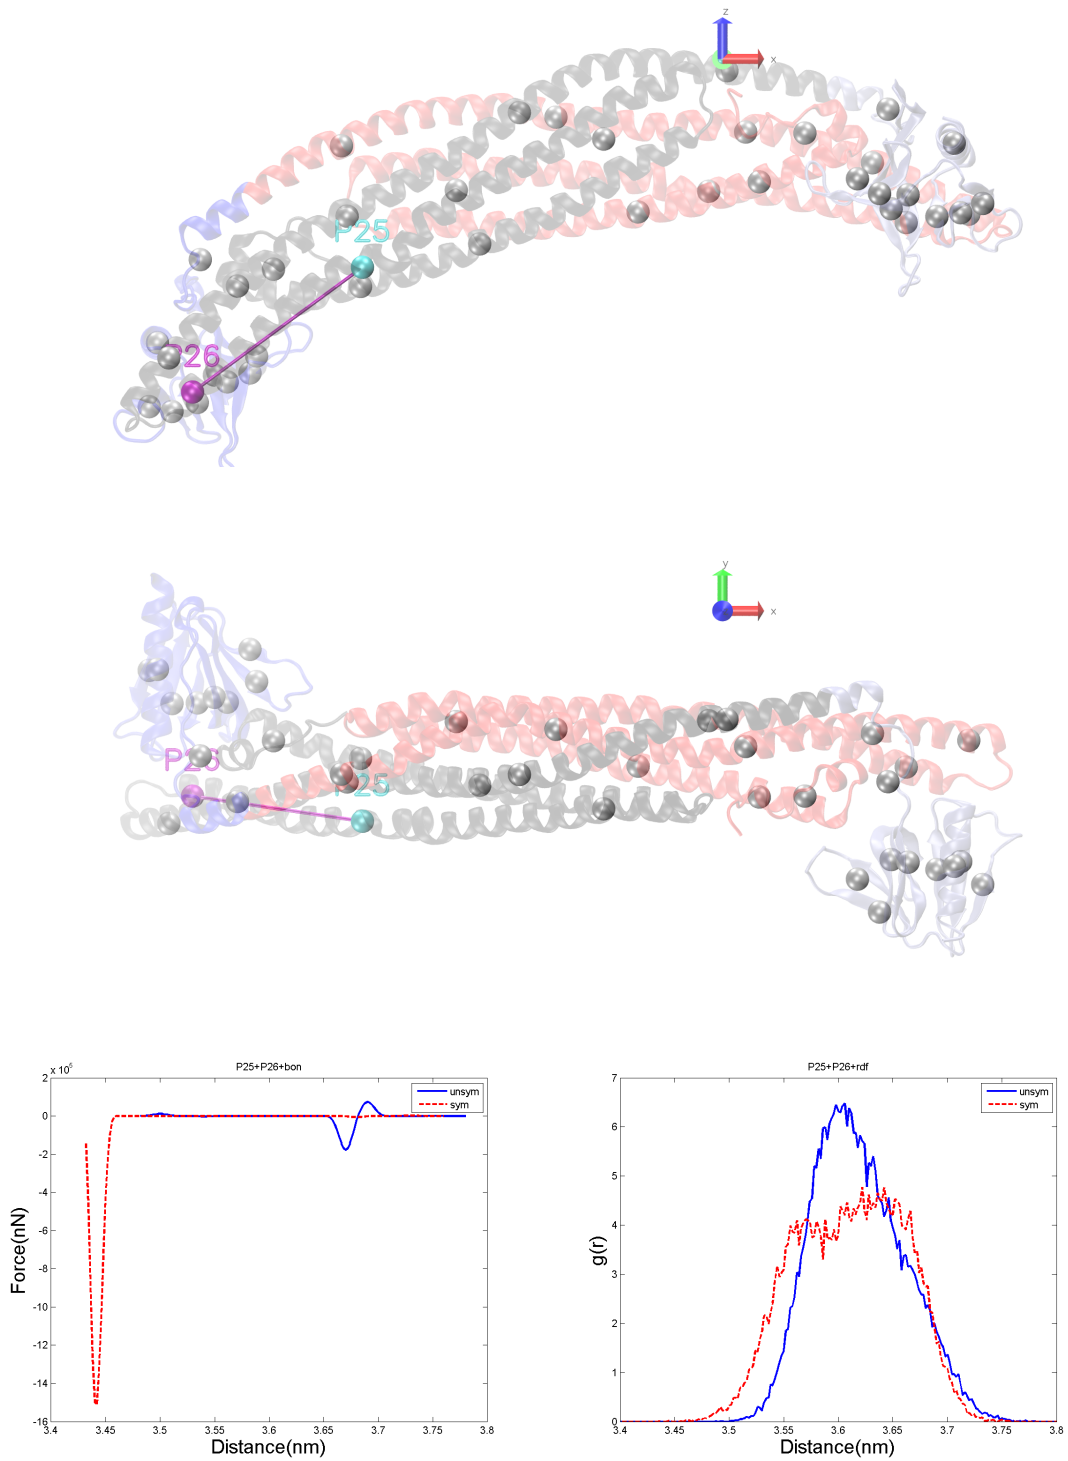 z
x
P25
P26
y
x
P26
P25
P25+P26+bon
x 10⁵
unsym
sym
2
0
-2
-4
-6
-8
-10
-12
-14
-16
Force(nN)
3.4
3.45
3.5
3.55
3.6
3.65
3.7
3.75
3.8
Distance(nm)
P25+P26+rdf
unsym
sym
7
6
5
4
3
2
1
0
g(r)
3.4
3.45
3.5
3.55
3.6
3.65
3.7
3.75
3.8
Distance(nm)